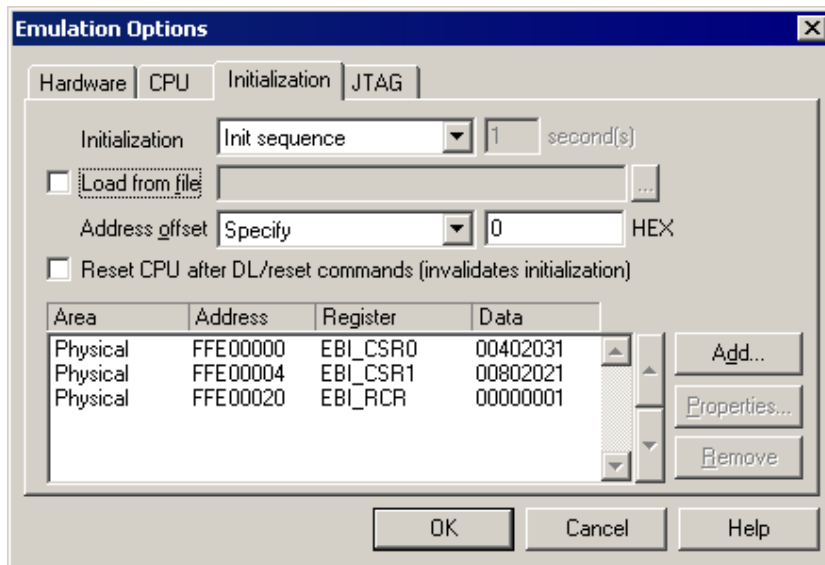 Emulation Options
Hardware CPU Initialization JTAG
Initialization Init sequence 1 second(s)
Load from file ...
Address offset Specify 0 HEX
Reset CPU after DL/reset commands (invalidates initialization)
Area Address Register Data
Physical FFE00000 EBI_CSR0 00402031
Physical FFE00004 EBI_CSR1 00802021
Physical FFE00020 EBI_RCR 00000001
Add...
Properties...
Remove
OK Cancel Help